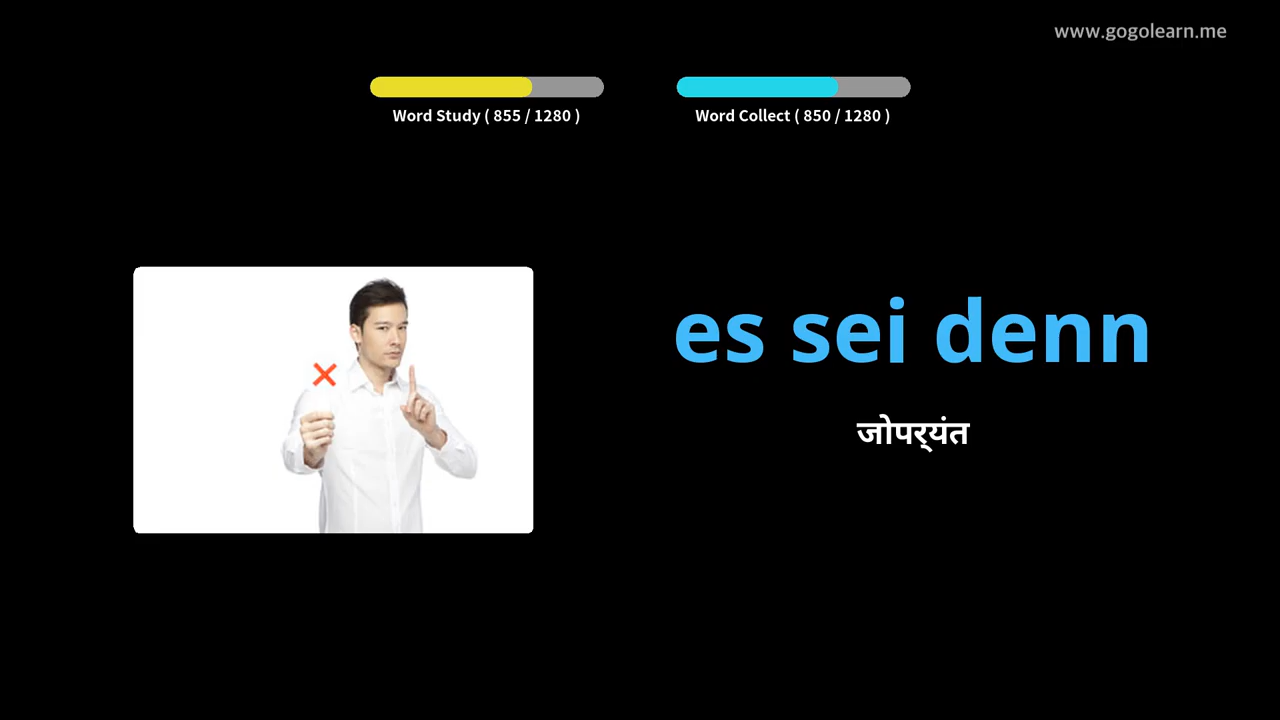 www.gogolearn.me
Word Study ( 855 / 1280 )
Word Collect ( 850 / 1280 )
es sei denn
जोपर्यंत